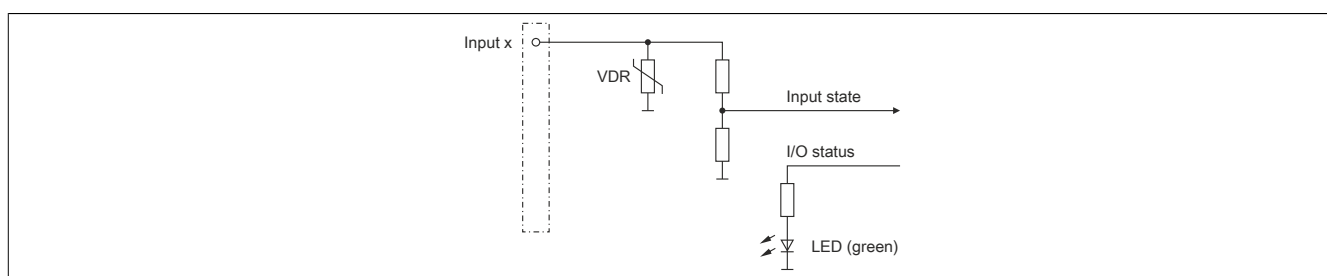 Input x
VDR
Input state
I/O status
LED (green)